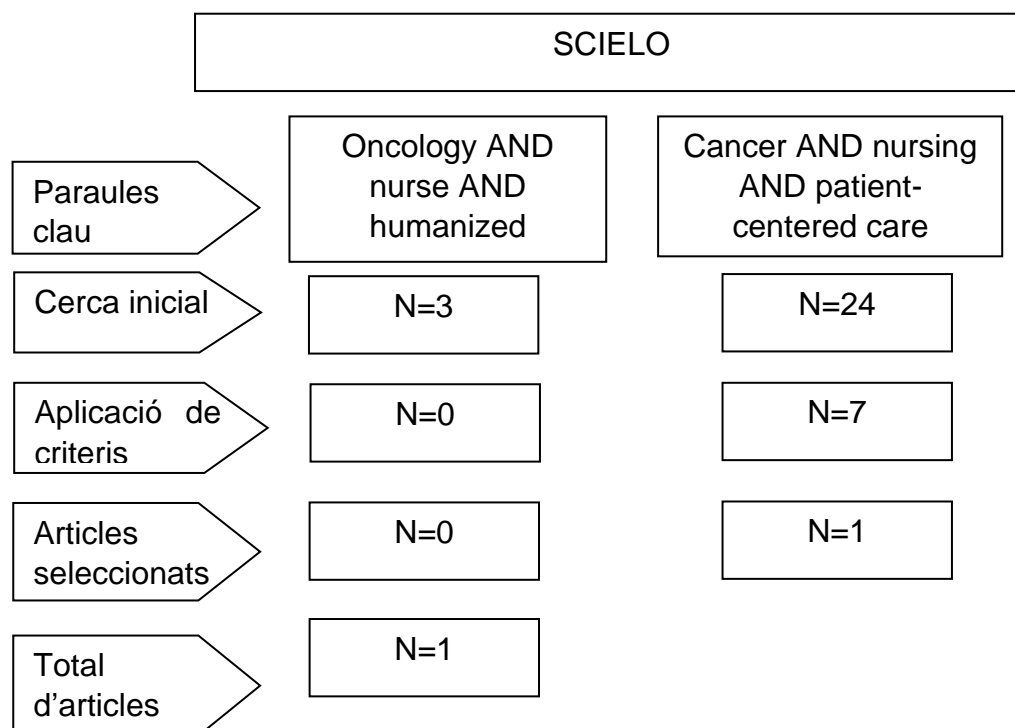 SCIELO
Paraules
clau
Oncology AND
nurse AND
humanized
Cancer AND nursing
AND patient-
centered care
Cerca inicial
N=3
N=24
Aplicació de
criteris
N=0
N=7
Articles
seleccionats
N=0
N=1
Total
d’articles
N=1